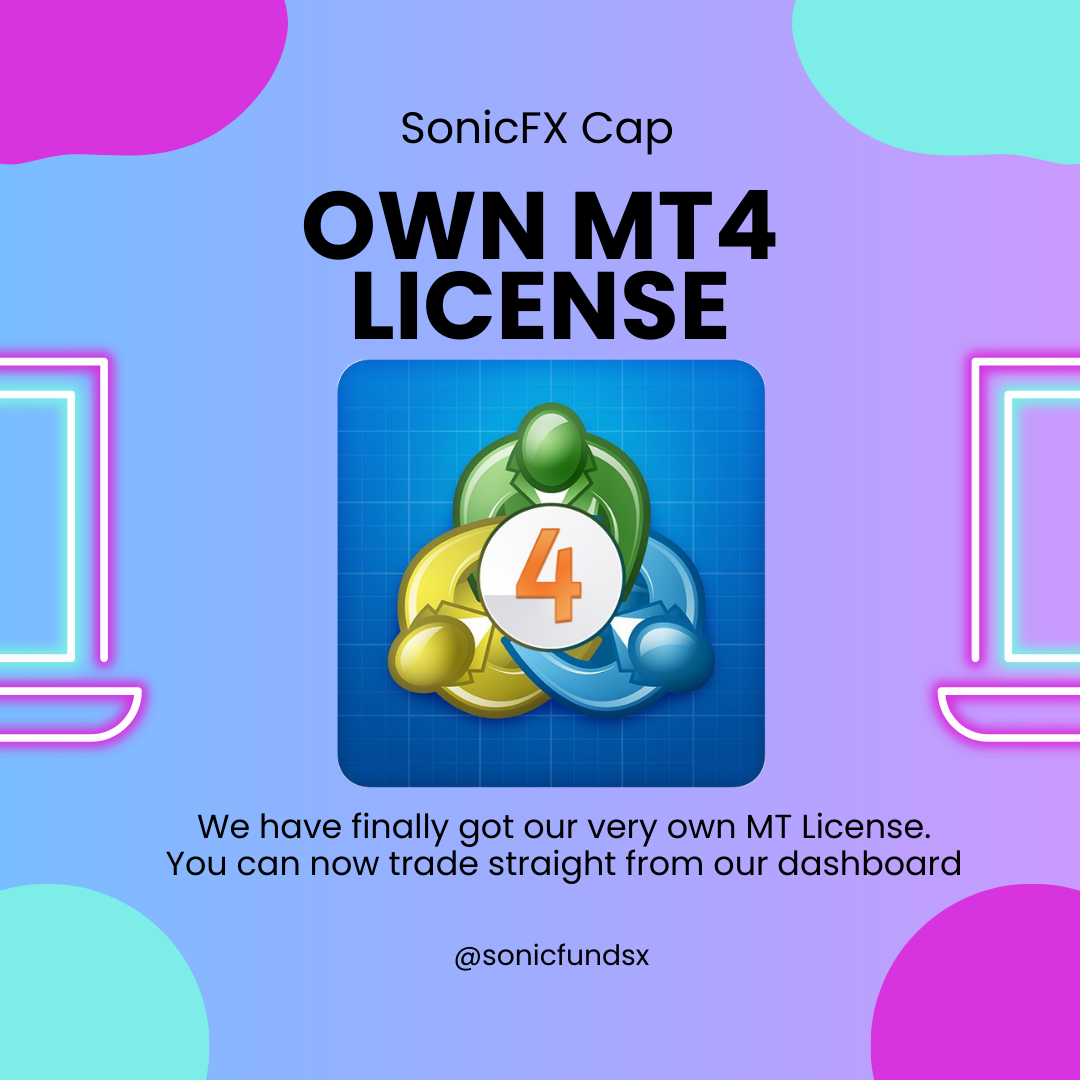 SonicFX Cap
OWN MT4
LICENSE
4
We have finally got our very own MT License.
You can now trade straight from our dashboard
@sonicfundsx